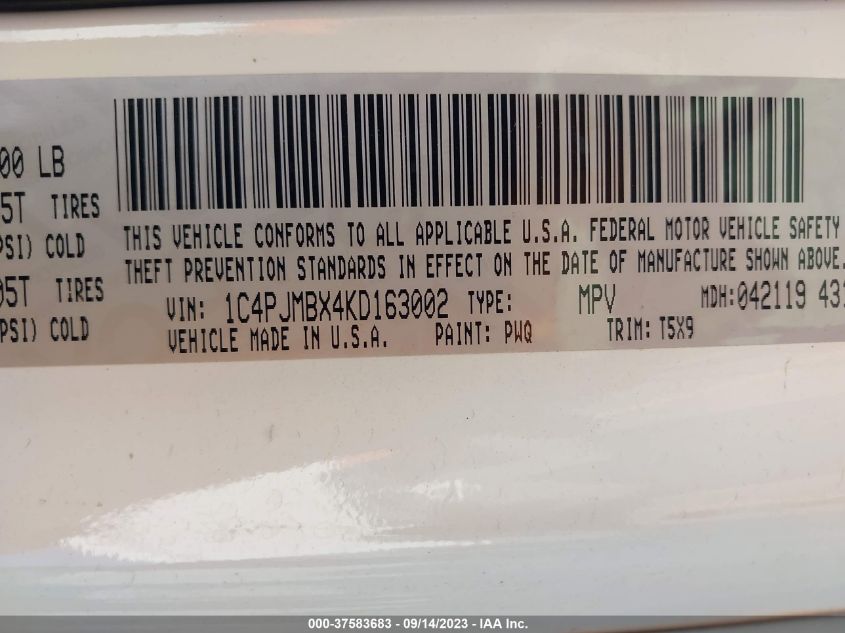 00 LB
5T TIRES
PSI) COLD
05T TIRES
PSI) COLD
THIS VEHICLE CONFORMS TO ALL APPLICABLE U.S.A. FEDERAL MOTOR VEHICLE SAFETY
THEFT PREVENTION STANDARDS IN EFFECT ON THE DATE OF MANUFACTURE SHOWN ABOVE.
VIN: 1C4PJMBX4KD163002 TYPE: MPV MDH:042119 431
VEHICLE MADE IN U.S.A. PAINT: PWQ TRIM: T5X9
000-37583683 - 09/14/2023 - IAA Inc.